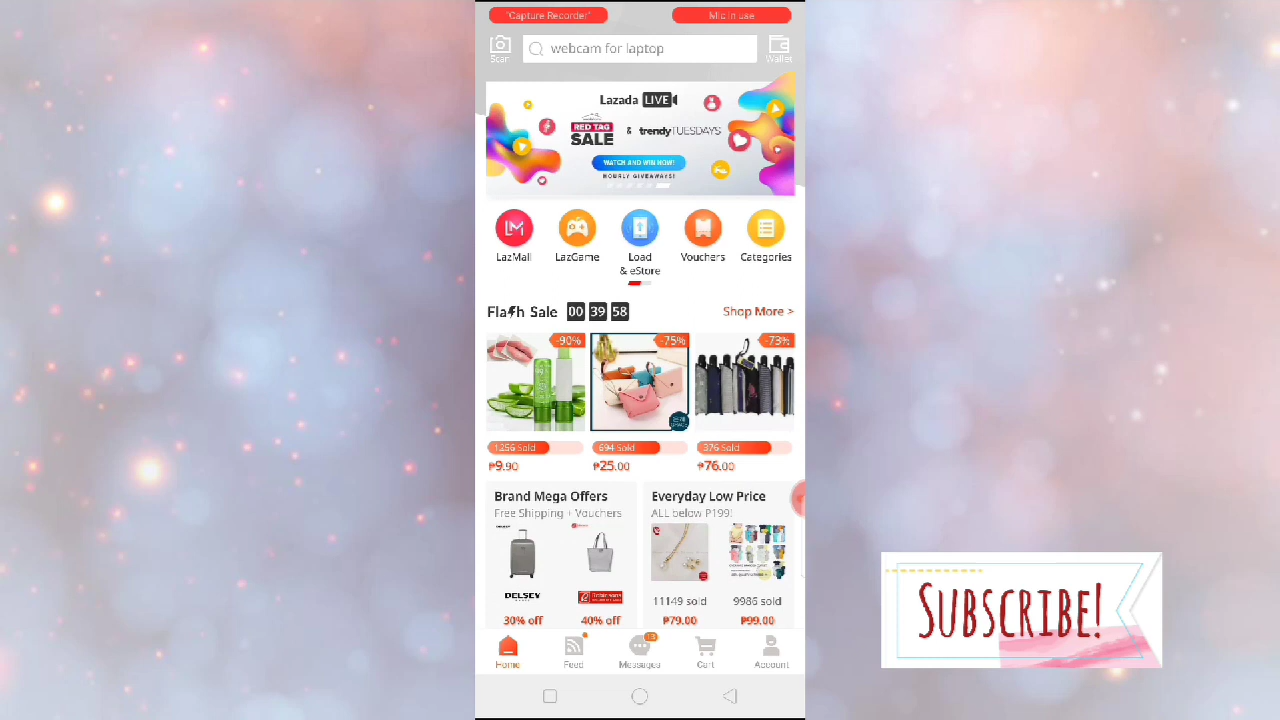 "Capture Recorder" Mic in use
Scan webcam for laptop Wallet
Lazada LIVE
RED TAG SALE & trendyTUESDAYS
WATCH AND WIN NOW!
HOURLY GIVEAWAYS!
LazMall LazGame Load & eStore Vouchers Categories
Flash Sale 00 39 58 Shop More >
-90% -75% -73%
1256 Sold 694 Sold 376 Sold
₱9.90 ₱25.00 ₱76.00
Brand Mega Offers
Free Shipping + Vouchers
DELSEY
30% off 40% off
Everyday Low Price
ALL below ₱199!
11149 sold 9986 sold
₱79.00 ₱99.00
13
Home Feed Messages Cart Account
SUBSCRIBE!